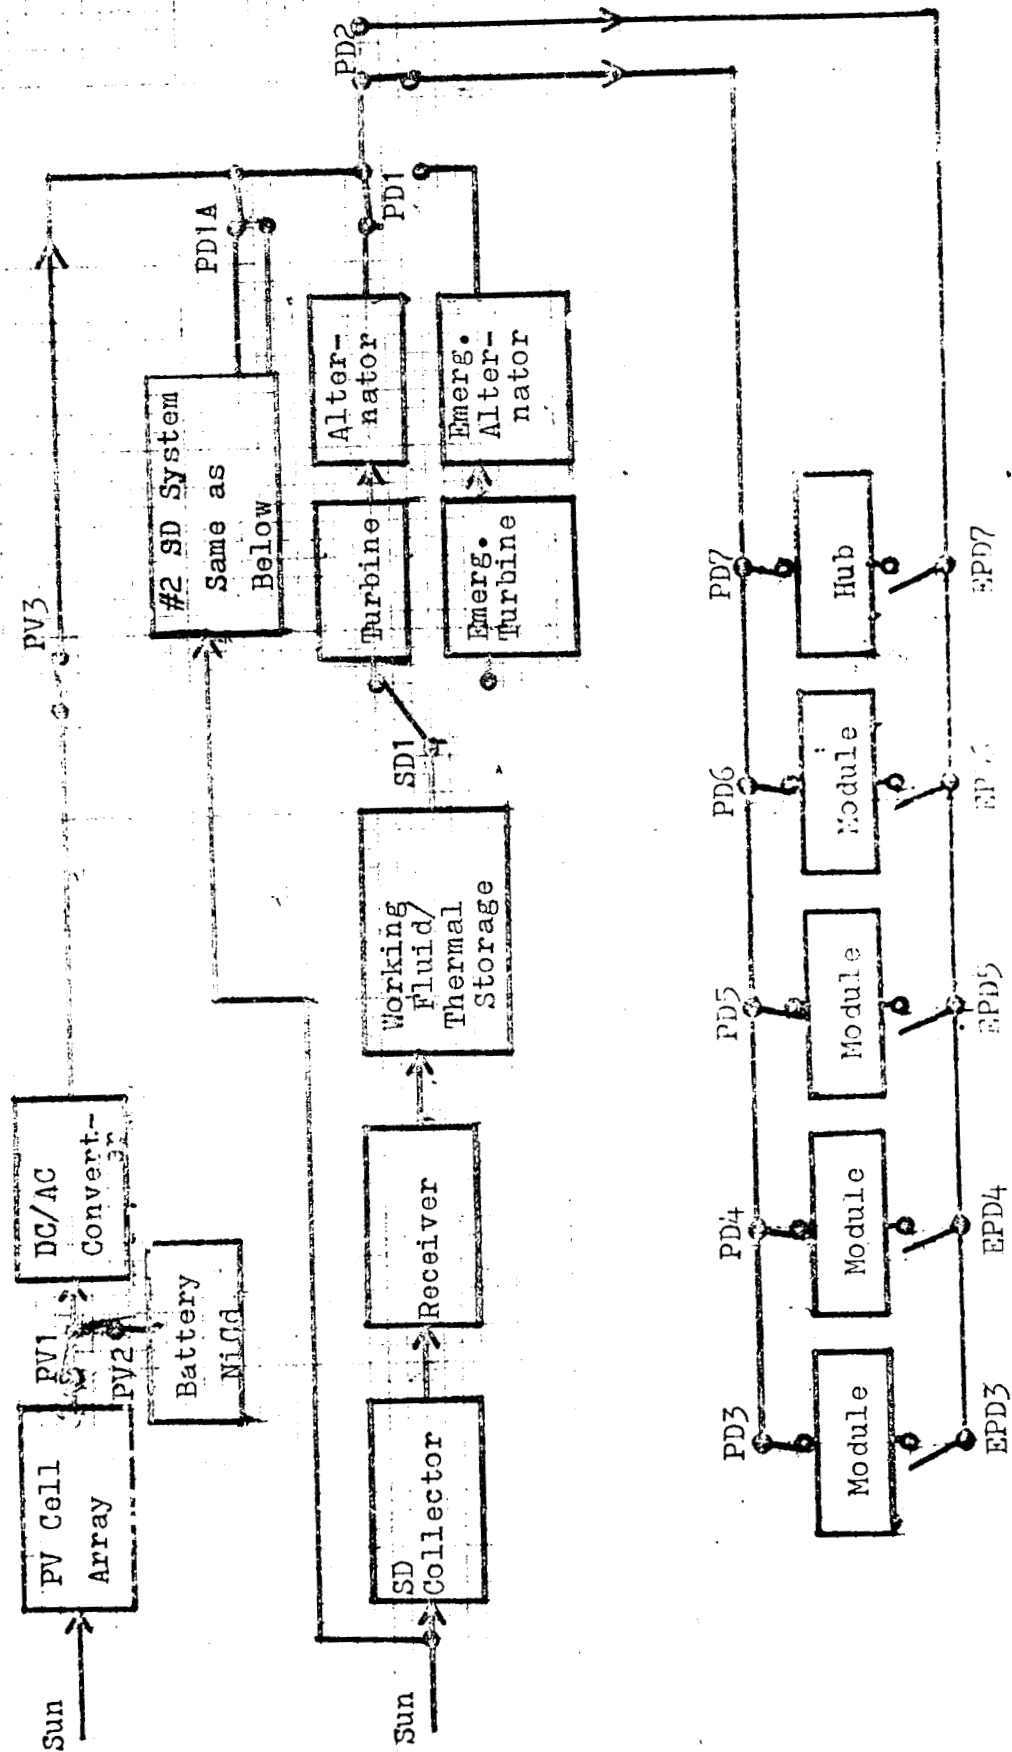 Sun
PV Cell
Array
PV1
PV2
Battery
NiCd
DC/AC
Convert-
er
PV3
Sun
SD
Collector
Receiver
Working
Fluid/
Thermal
Storage
SD1
#2 SD System
Same as
Below
Turbine
Emerg.
Turbine
Alter-
nator
Emerg.
Alter-
nator
PD1A
PD1
PD2
PD3
PD4
PD5
PD6
PD7
Module
Module
Module
Module
Hub
EPD3
EPD4
EPD5
EPD7